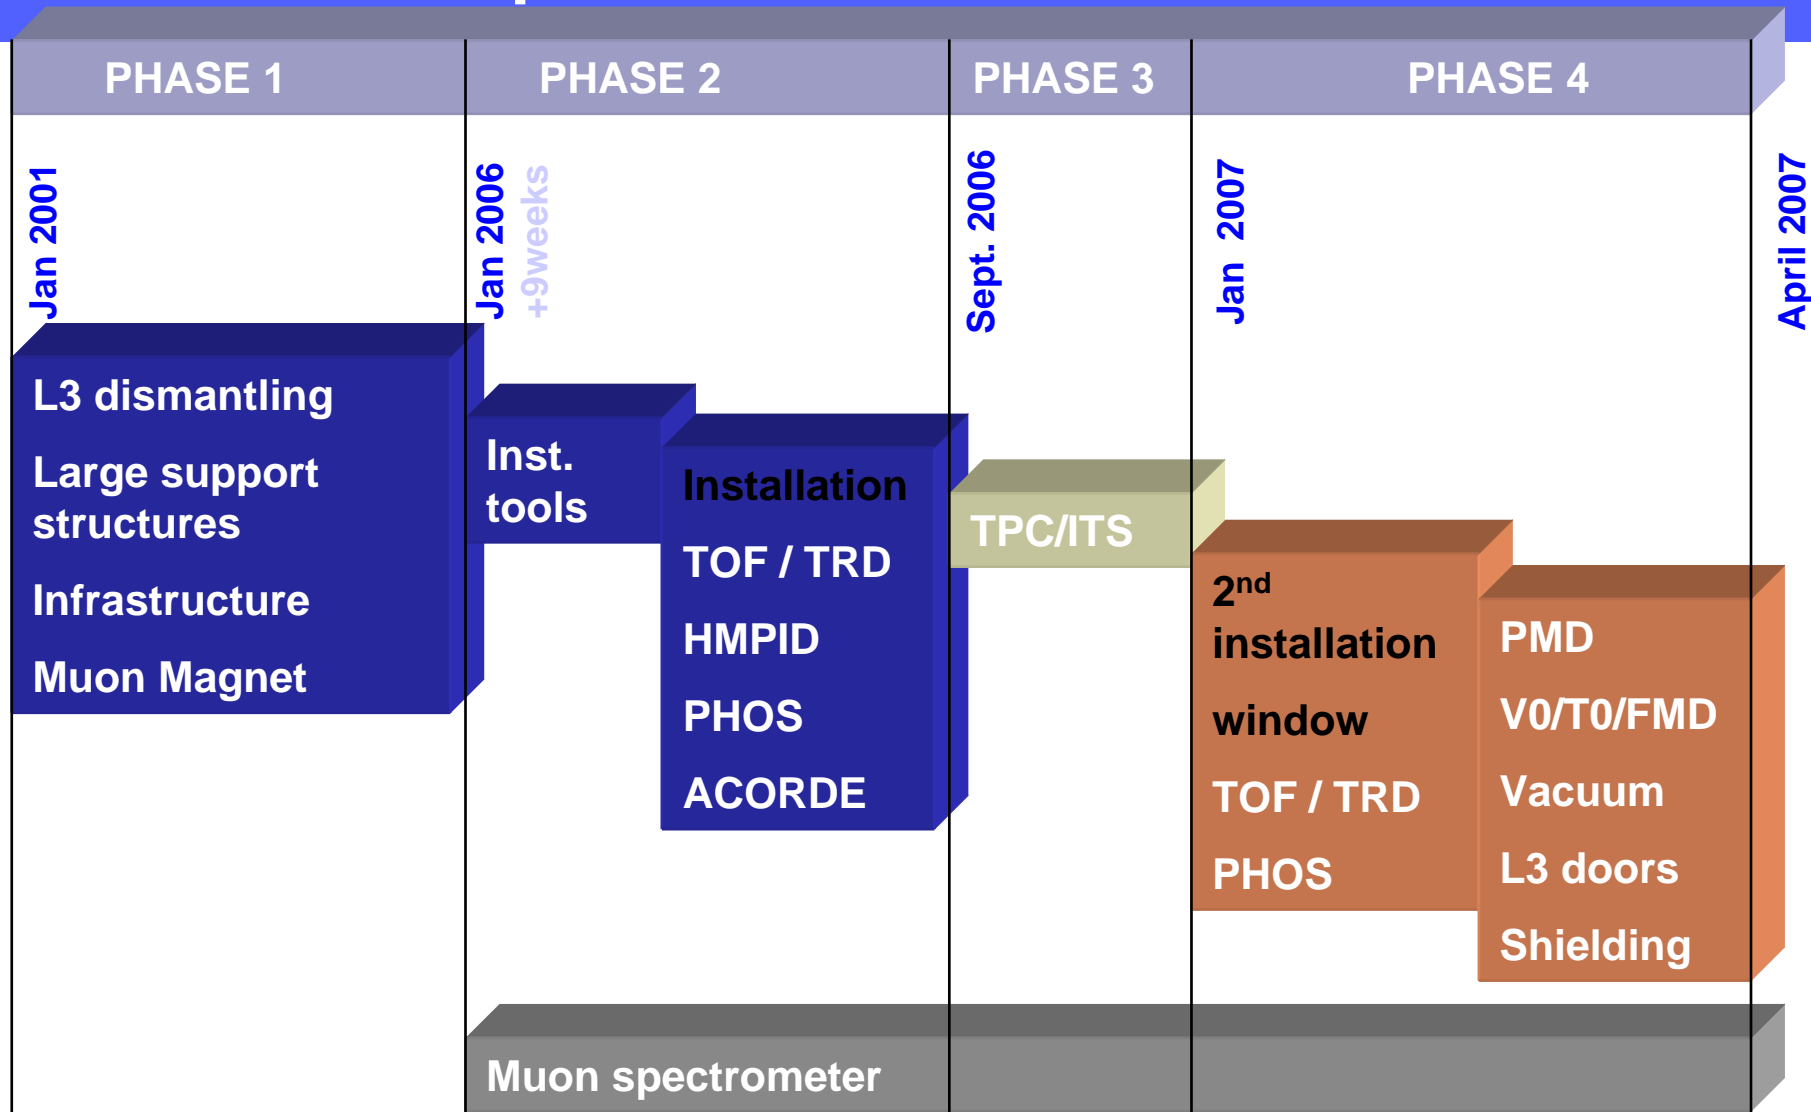 PHASE 1
PHASE 2
PHASE 3
PHASE 4
Jan 2001
Jan 2006
+9weeks
Sept. 2006
Jan 2007
April 2007
L3 dismantling
Large support
structures
Infrastructure
Muon Magnet
Inst.
tools
Installation
TOF / TRD
HMPID
PHOS
ACORDE
TPC/ITS
2nd
installation
window
TOF / TRD
PHOS
PMD
V0/T0/FMD
Vacuum
L3 doors
Shielding
Muon spectrometer